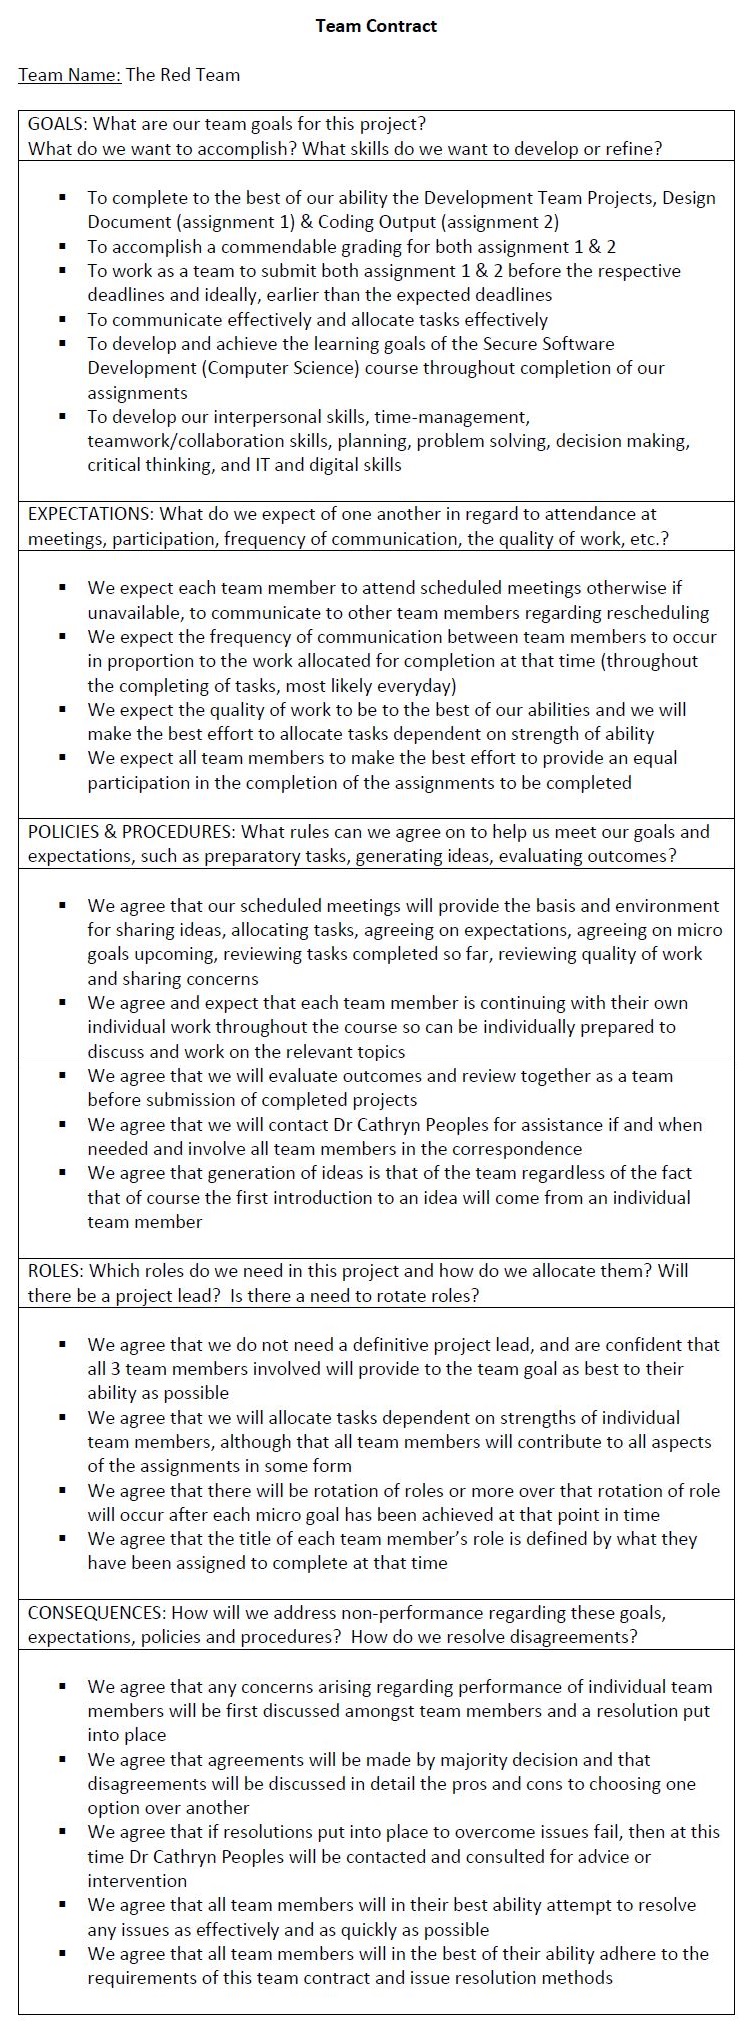 Team Contract
Team Name: The Red Team
GOALS: What are our team goals for this project?
What do we want to accomplish? What skills do we want to develop or refine?
▪ To complete to the best of our ability the Development Team Projects, Design
Document (assignment 1) & Coding Output (assignment 2)
▪ To accomplish a commendable grading for both assignment 1 & 2
▪ To work as a team to submit both assignment 1 & 2 before the respective
deadlines and ideally, earlier than the expected deadlines
▪ To communicate effectively and allocate tasks effectively
▪ To develop and achieve the learning goals of the Secure Software
Development (Computer Science) course throughout completion of our
assignments
▪ To develop our interpersonal skills, time-management,
teamwork/collaboration skills, planning, problem solving, decision making,
critical thinking, and IT and digital skills
EXPECTATIONS: What do we expect of one another in regard to attendance at
meetings, participation, frequency of communication, the quality of work, etc.?
▪ We expect each team member to attend scheduled meetings otherwise if
unavailable, to communicate to other team members regarding rescheduling
▪ We expect the frequency of communication between team members to occur
in proportion to the work allocated for completion at that time (throughout
the completing of tasks, most likely everyday)
▪ We expect the quality of work to be to the best of our abilities and we will
make the best effort to allocate tasks dependent on strength of ability
▪ We expect all team members to make the best effort to provide an equal
participation in the completion of the assignments to be completed
POLICIES & PROCEDURES: What rules can we agree on to help us meet our goals and
expectations, such as preparatory tasks, generating ideas, evaluating outcomes?
▪ We agree that our scheduled meetings will provide the basis and environment
for sharing ideas, allocating tasks, agreeing on expectations, agreeing on micro
goals upcoming, reviewing tasks completed so far, reviewing quality of work
and sharing concerns
▪ We agree and expect that each team member is continuing with their own
individual work throughout the course so can be individually prepared to
discuss and work on the relevant topics
▪ We agree that we will evaluate outcomes and review together as a team
before submission of completed projects
▪ We agree that we will contact Dr Cathryn Peoples for assistance if and when
needed and involve all team members in the correspondence
▪ We agree that generation of ideas is that of the team regardless of the fact
that of course the first introduction to an idea will come from an individual
team member
ROLES: Which roles do we need in this project and how do we allocate them? Will
there be a project lead?  Is there a need to rotate roles?
▪ We agree that we do not need a definitive project lead, and are confident that
all 3 team members involved will provide to the team goal as best to their
ability as possible
▪ We agree that we will allocate tasks dependent on strengths of individual
team members, although that all team members will contribute to all aspects
of the assignments in some form
▪ We agree that there will be rotation of roles or more over that rotation of role
will occur after each micro goal has been achieved at that point in time
▪ We agree that the title of each team member’s role is defined by what they
have been assigned to complete at that time
CONSEQUENCES: How will we address non-performance regarding these goals,
expectations, policies and procedures?  How do we resolve disagreements?
▪ We agree that any concerns arising regarding performance of individual team
members will be first discussed amongst team members and a resolution put
into place
▪ We agree that agreements will be made by majority decision and that
disagreements will be discussed in detail the pros and cons to choosing one
option over another
▪ We agree that if resolutions put into place to overcome issues fail, then at this
time Dr Cathryn Peoples will be contacted and consulted for advice or
intervention
▪ We agree that all team members will in their best ability attempt to resolve
any issues as effectively and as quickly as possible
▪ We agree that all team members will in the best of their ability adhere to the
requirements of this team contract and issue resolution methods